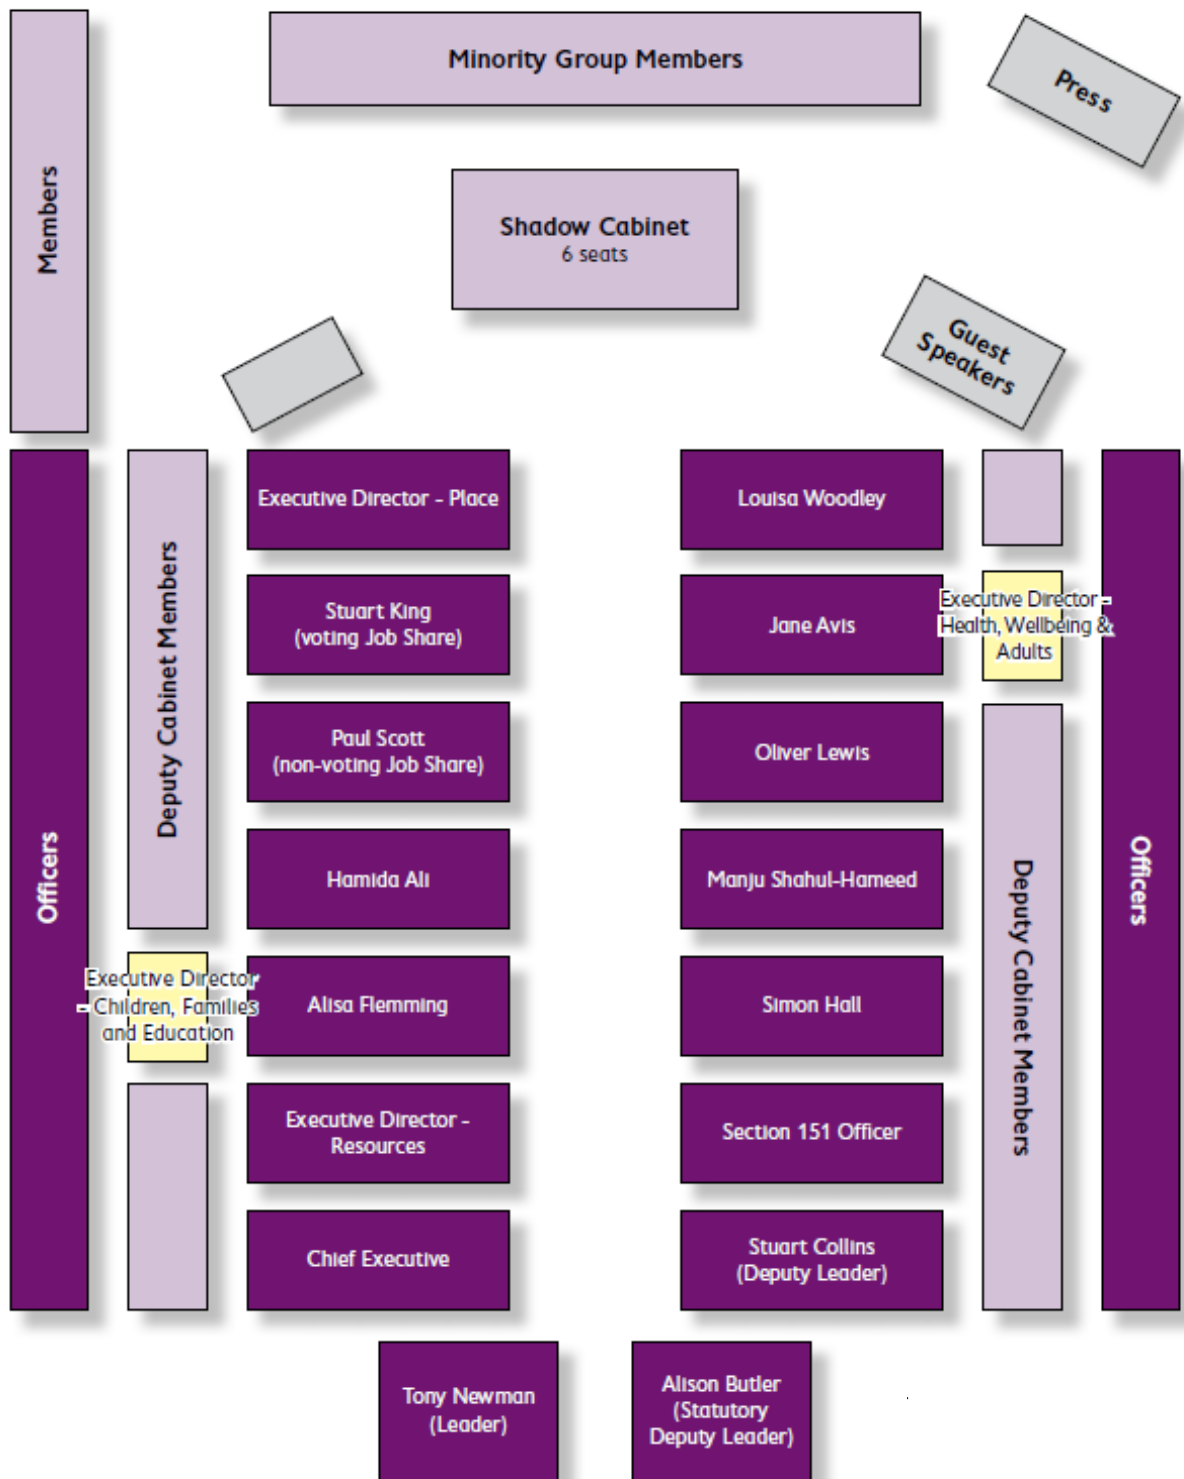 Minority Group Members
Press
Members
Shadow Cabinet
6 seats
Guest
Speakers
Officers
Deputy Cabinet Members
Executive Director - Place
Stuart King
(voting Job Share)
Paul Scott
(non-voting Job Share)
Hamida Ali
Executive Director
- Children, Families
and Education
Alisa Flemming
Executive Director -
Resources
Chief Executive
Louisa Woodley
Jane Avis
Executive Director -
Health, Wellbeing &
Adults
Oliver Lewis
Manju Shahul-Hameed
Simon Hall
Section 151 Officer
Stuart Collins
(Deputy Leader)
Deputy Cabinet Members
Officers
Tony Newman
(Leader)
Alison Butler
(Statutory
Deputy Leader)